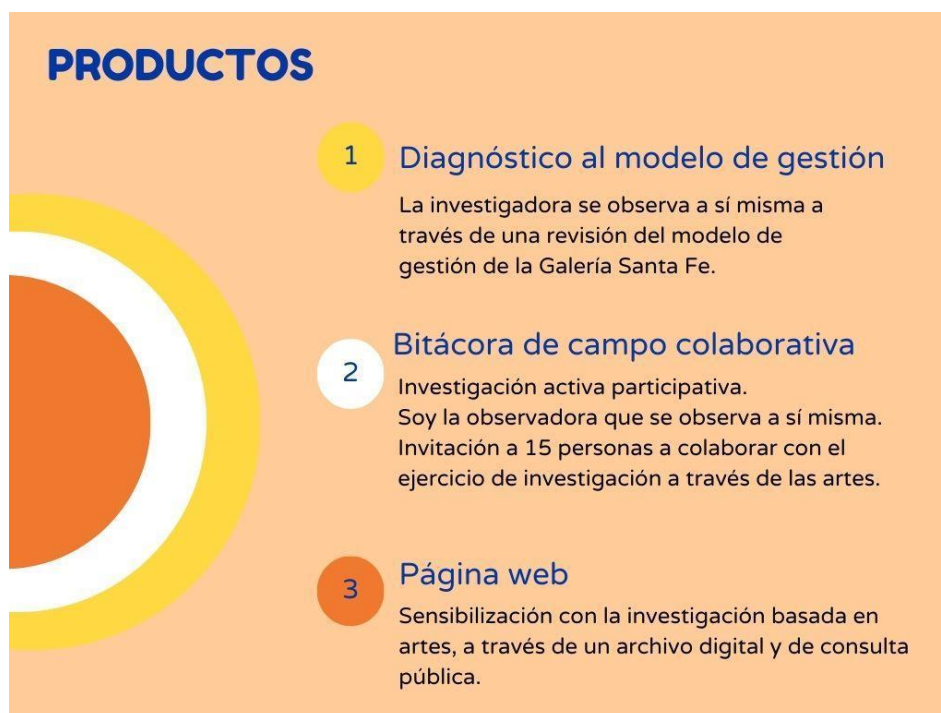 PRODUCTOS
1
Diagnóstico al modelo de gestión
La investigadora se observa a sí misma a
través de una revisión del modelo de
gestión de la Galería Santa Fe.
2
Bitácora de campo colaborativa
Investigación activa participativa.
Soy la observadora que se observa a sí misma.
Invitación a 15 personas a colaborar con el
ejercicio de investigación a través de las artes.
3
Página web
Sensibilización con la investigación basada en
artes, a través de un archivo digital y de consulta
pública.